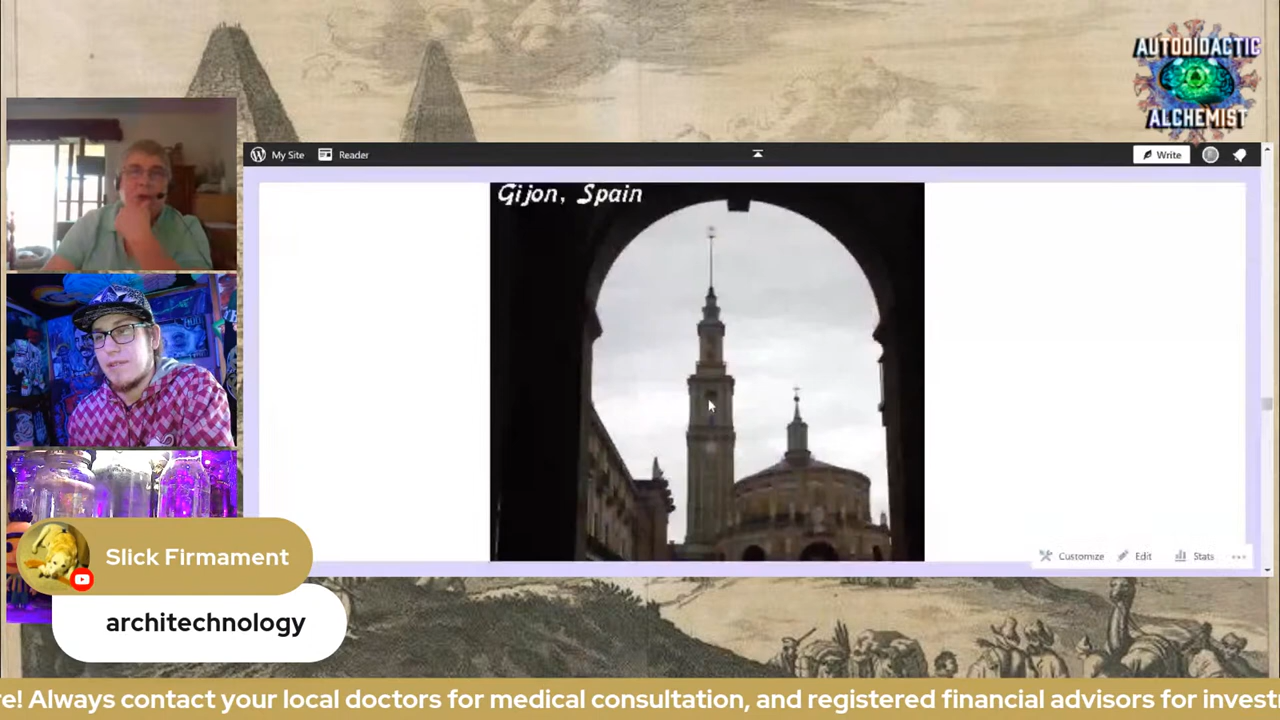 AUTODIDACTIC
ALCHEMIST
My Site
Reader
Write
Gijon, Spain
Customize
Edit
Stats
Slick Firmament
architechnology
re! Always contact your local doctors for medical consultation, and registered financial advisors for invest